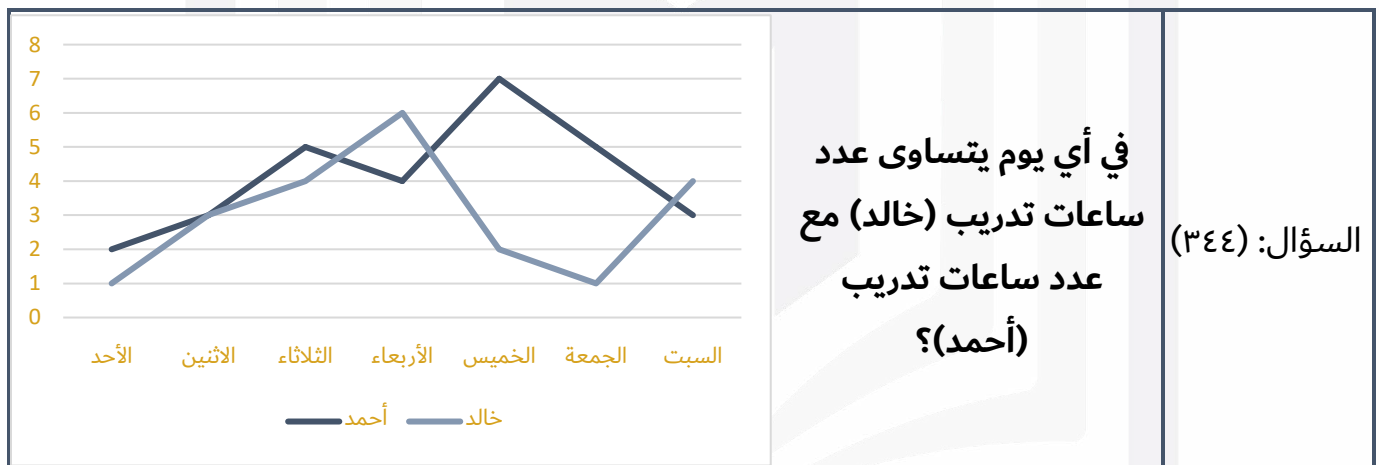 السؤال: (٣٤٤)
في أي يوم يتساوى عدد
ساعات تدريب (خالد) مع
عدد ساعات تدريب
(أحمد)؟
8
7
6
5
4
3
2
1
0
الأحد الاثنين الثلاثاء الأربعاء الخميس الجمعة السبت
أحمد خالد